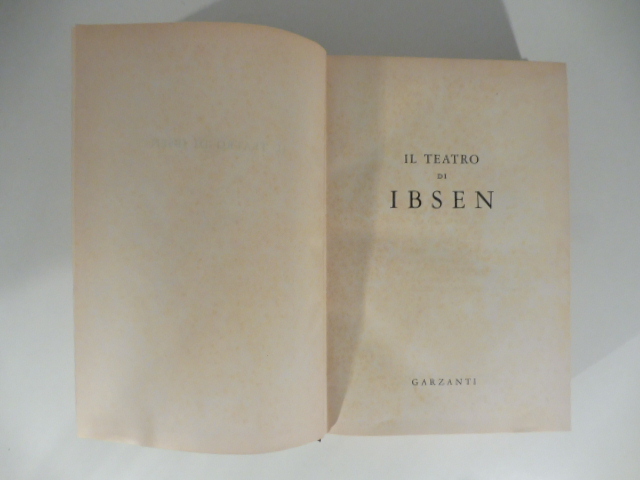 IL TEATRO
DI
IBSEN
GARZANTI